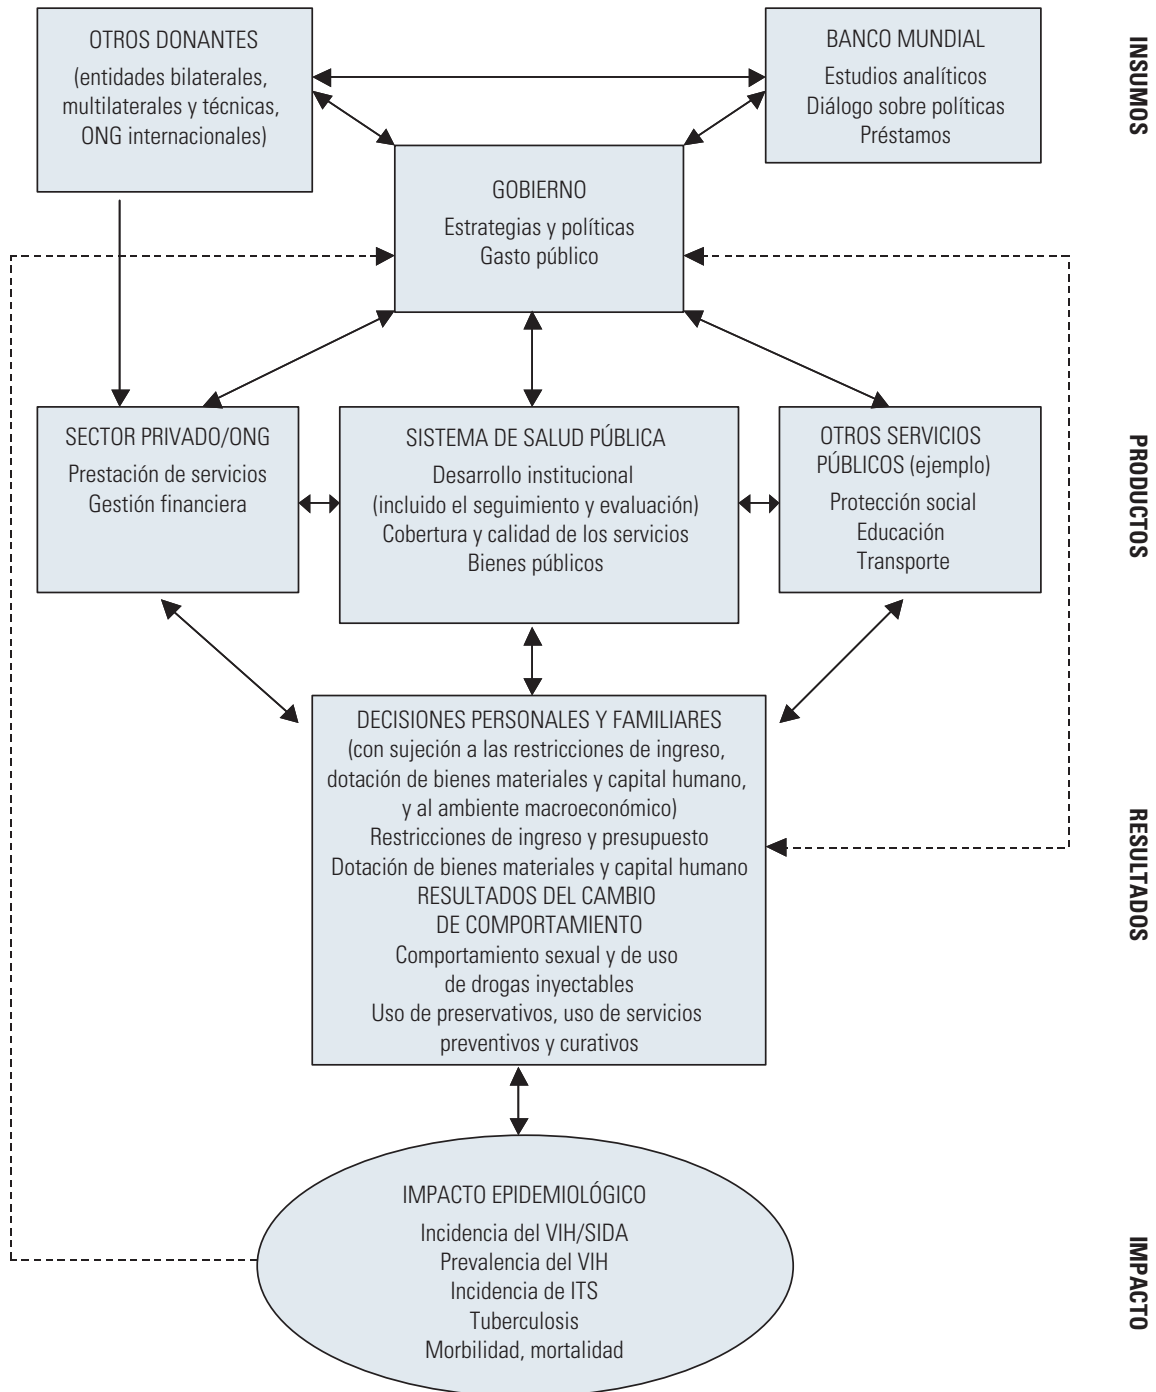 OTROS DONANTES
(entidades bilaterales,
multilaterales y técnicas,
ONG internacionales)
BANCO MUNDIAL
Estudios analíticos
Diálogo sobre políticas
Préstamos
INSUMOS
GOBIERNO
Estrategias y políticas
Gasto público
SECTOR PRIVADO/ONG
Prestación de servicios
Gestión financiera
SISTEMA DE SALUD PÚBLICA
Desarrollo institucional
(incluido el seguimiento y evaluación)
Cobertura y calidad de los servicios
Bienes públicos
OTROS SERVICIOS
PÚBLICOS (ejemplo)
Protección social
Educación
Transporte
PRODUCTOS
DECISIONES PERSONALES Y FAMILIARES
(con sujeción a las restricciones de ingreso,
dotación de bienes materiales y capital humano,
y al ambiente macroeconómico)
Restricciones de ingreso y presupuesto
Dotación de bienes materiales y capital humano
RESULTADOS DEL CAMBIO
DE COMPORTAMIENTO
Comportamiento sexual y de uso
de drogas inyectables
Uso de preservativos, uso de servicios
preventivos y curativos
RESULTADOS
IMPACTO EPIDEMIOLÓGICO
Incidencia del VIH/SIDA
Prevalencia del VIH
Incidencia de ITS
Tuberculosis
Morbilidad, mortalidad
IMPACTO